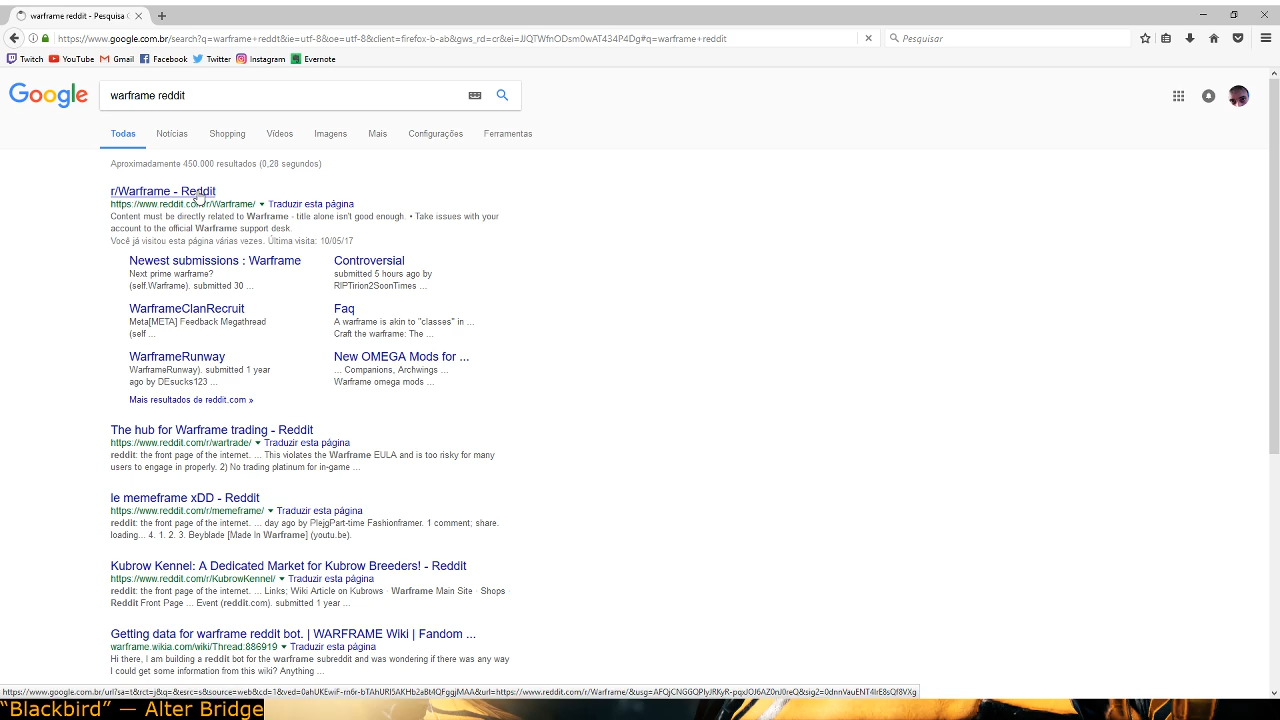 warframe reddit - Pesquisa
https://www.google.com.br/search?q=warframe+reddt&ie=utf-8&oe=utf-8&client=firefox-b-ab&gws_rd=cr&ei=JJQTWfnODsm0wAT434P4Dg#q=warframe+reddit
Pesquisar
Twitch YouTube Gmail Facebook Twitter Instagram Evernote
Google
warframe reddit
Todas Notícias Shopping Vídeos Imagens Mais Configurações Ferramentas
Aproximadamente 450.000 resultados (0,28 segundos)
r/Warframe - Reddit
https://www.reddit.com/r/Warframe/ Traduzir esta página
Content must be directly related to Warframe - title alone isn't good enough. • Take issues with your
account to the official Warframe support desk.
Você já visitou esta página várias vezes. Última visita: 10/05/17
Newest submissions : Warframe
Next prime warframe?
(self.Warframe). submitted 30 ...
Controversial
submitted 5 hours ago by
RIPTirion2SoonTimes ...
WarframeClanRecruit
Meta[META] Feedback Megathread
(self ...
Faq
A warframe is akin to "classes" in ...
Craft the warframe: The ...
WarframeRunway
WarframeRunway). submitted 1 year
ago by DEsucks123 ...
New OMEGA Mods for ...
... Companions, Archwings ...
Warframe omega mods ...
Mais resultados de reddit.com »
The hub for Warframe trading - Reddit
https://www.reddit.com/r/wartrade/ Traduzir esta página
reddit: the front page of the internet. ... This violates the Warframe EULA and is too risky for many
users to engage in properly. 2) No trading platinum for in-game ...
le memeframe xDD - Reddit
https://www.reddit.com/r/memeframe/ Traduzir esta página
reddit: the front page of the internet. ... day ago by PlejgPart-time Fashionframer. 1 comment; share.
loading... 4. 1. 2. 3. Beyblade [Made In Warframe] (youtu.be).
Kubrow Kennel: A Dedicated Market for Kubrow Breeders! - Reddit
https://www.reddit.com/r/KubrowKennel/ Traduzir esta página
reddit: the front page of the internet. ... Links; Wiki Article on Kubrows · Warframe Main Site · Shops
Reddit Front Page ... Event (reddit.com). submitted 1 year ...
Getting data for warframe reddit bot. | WARFRAME Wiki | Fandom ...
warframe.wikia.com/wiki/Thread:886919 Traduzir esta página
Hi there, I am building a reddit bot for the warframe subreddit and was wondering if there was any way
I could get some information from this wiki? Anything ...
“Blackbird” — Alter Bridge